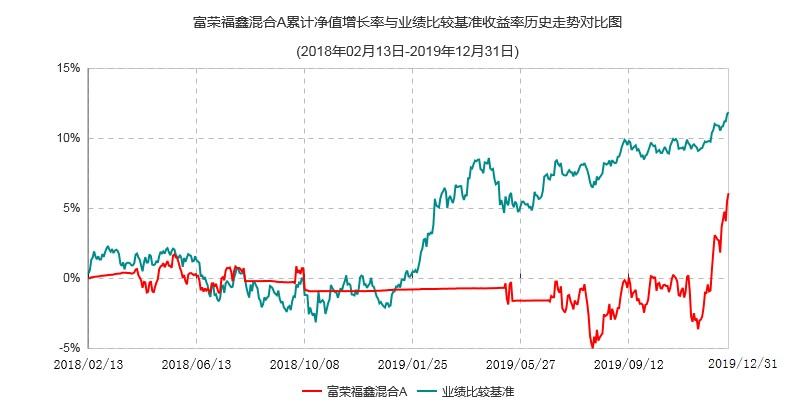 富荣福鑫混合A累计净值增长率与业绩比较基准收益率历史走势对比图
(2018年02月13日-2019年12月31日)
15%
10%
5%
0%
-5%
2018/02/13 2018/06/13 2018/10/08 2019/01/25 2019/05/27 2019/09/12 2019/12/31
富荣福鑫混合A 业绩比较基准